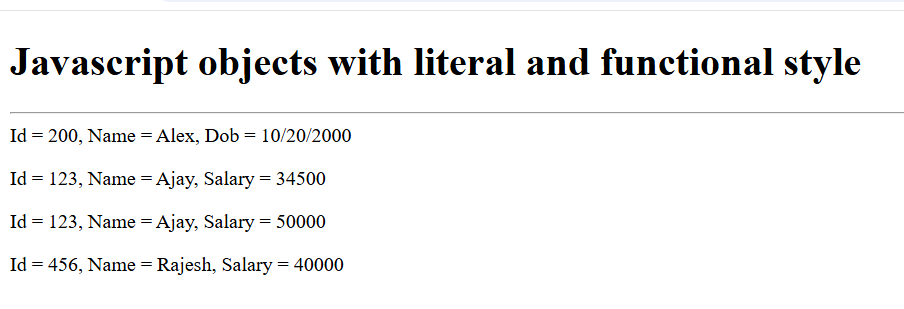 Javascript objects with literal and functional style
Id = 200, Name = Alex, Dob = 10/20/2000
Id = 123, Name = Ajay, Salary = 34500
Id = 123, Name = Ajay, Salary = 50000
Id = 456, Name = Rajesh, Salary = 40000